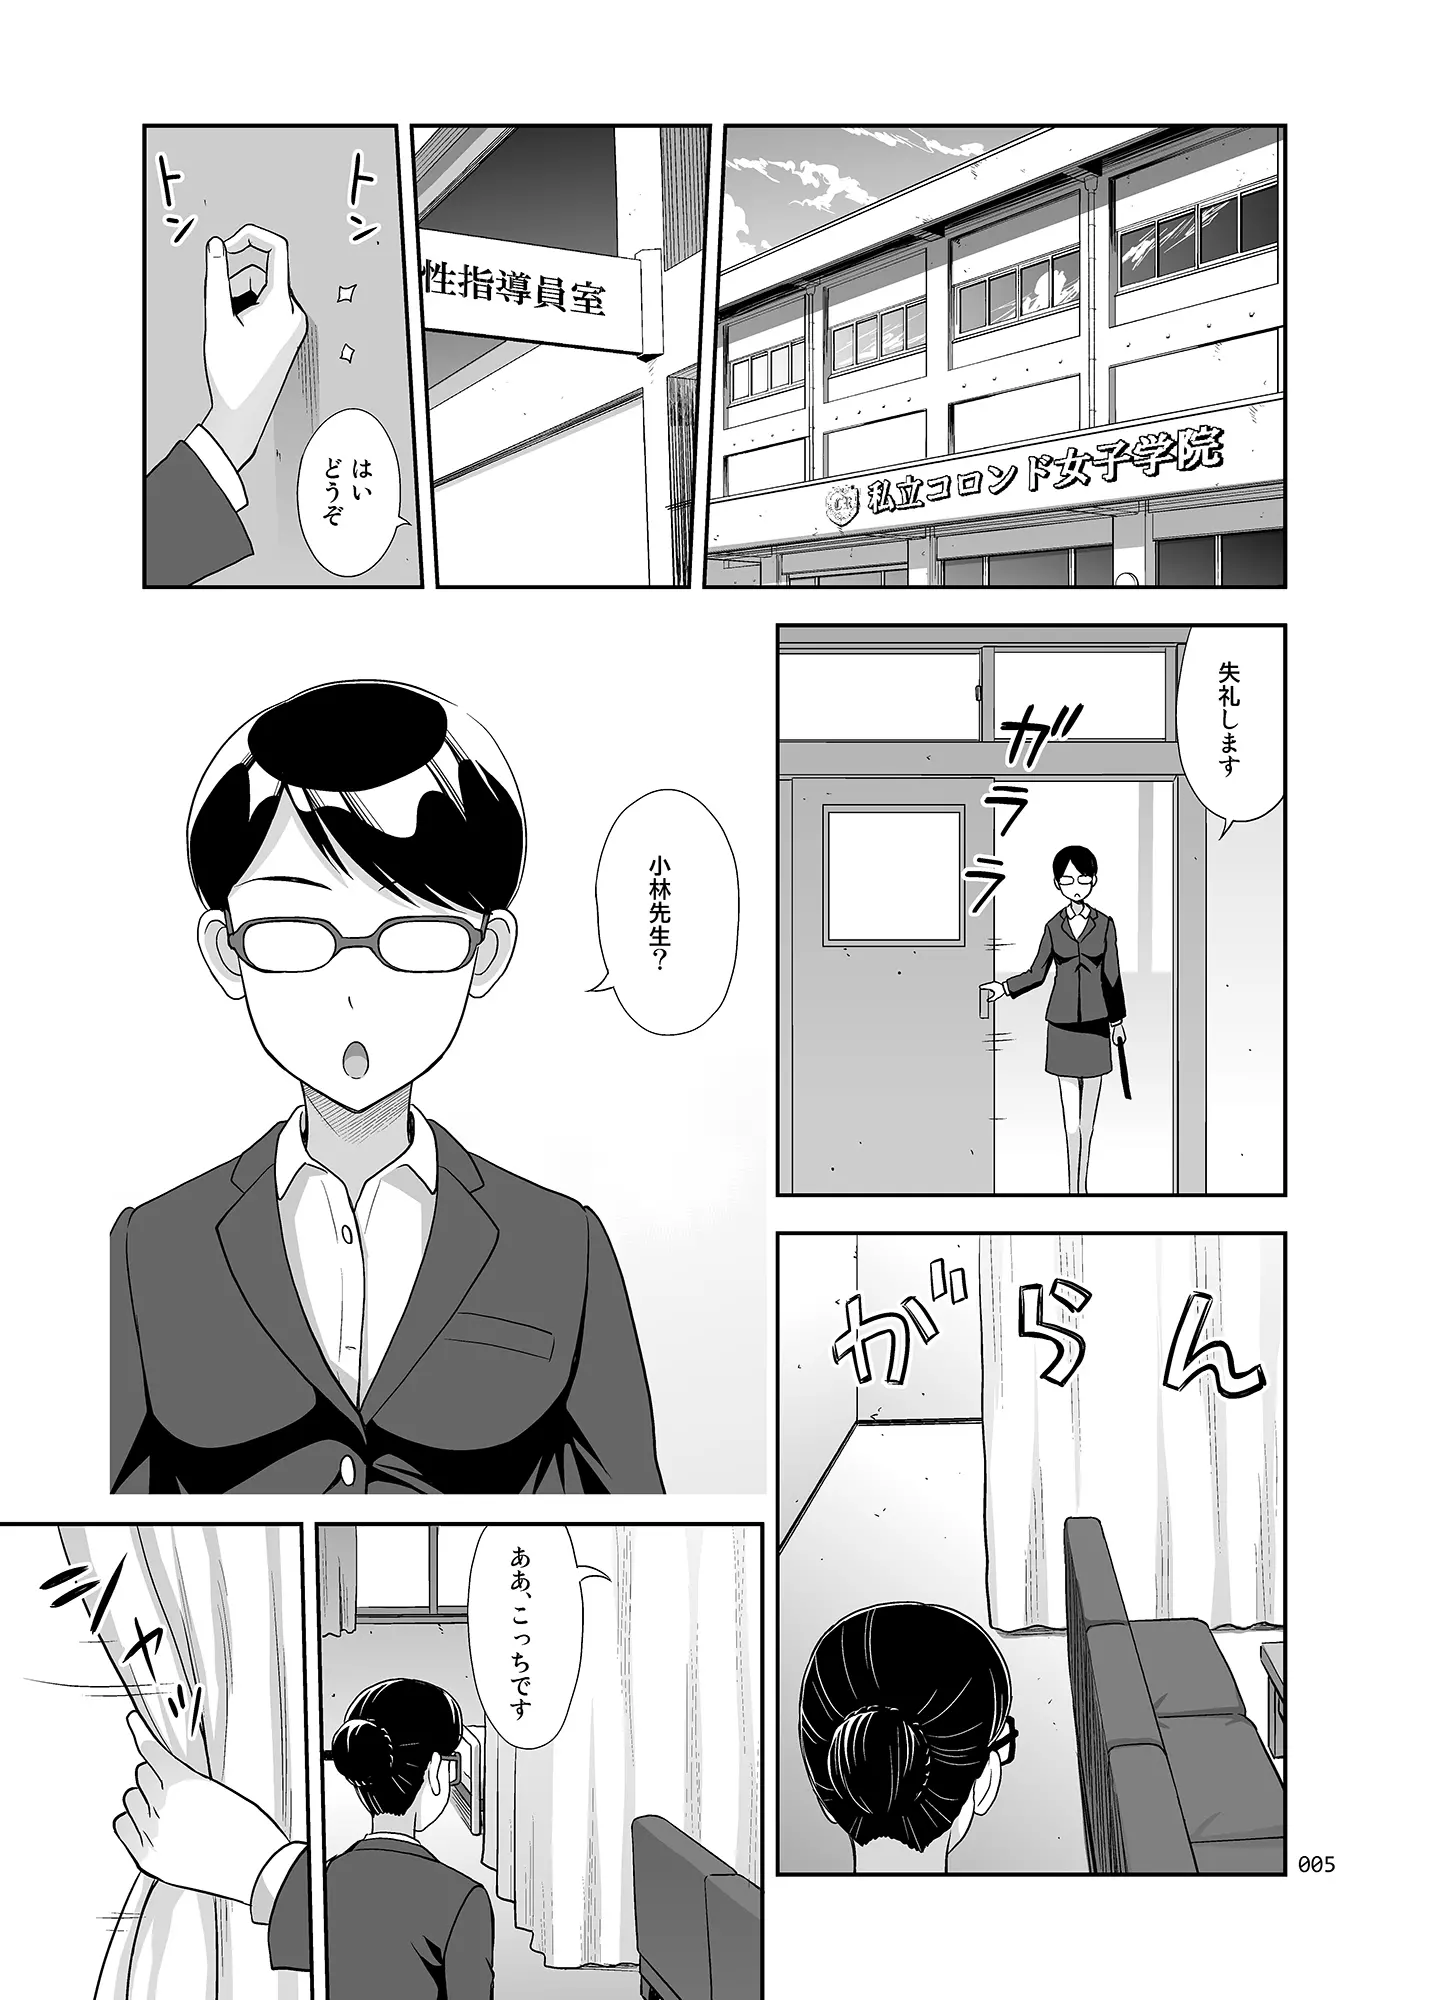 私立コロンド女子学院
性指導員室
トン
トン
はい
どうぞ
失礼します
ガラララ
小林先生?
がらん
ああ、こっちです
シャッ
005